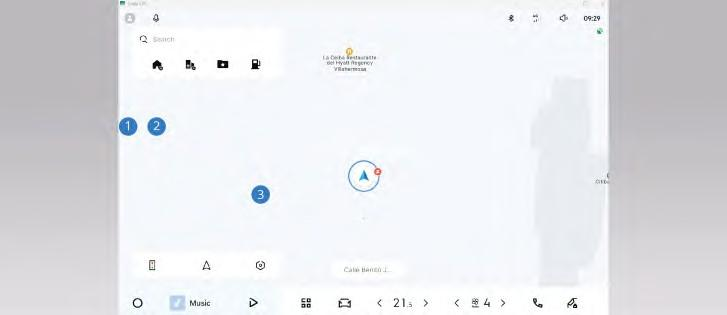 09:29
Search
La Ceiba Restaurante
del Hyatt Regency
Villahermosa
1
2
3
Calle Benito J...
Music
21.5
4